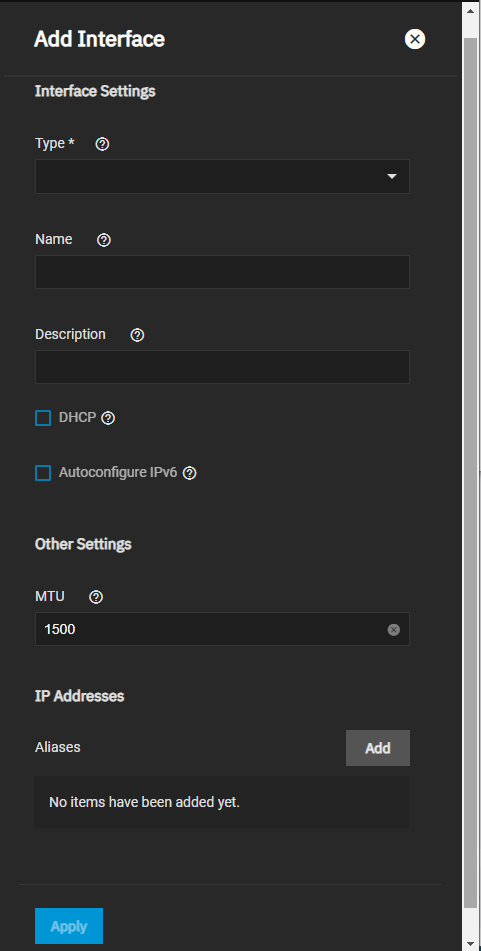 Add Interface
Interface Settings
Type *
Name
Description
DHCP
Autoconfigure IPv6
Other Settings
MTU
1500
IP Addresses
Aliases
Add
No items have been added yet.
Apply